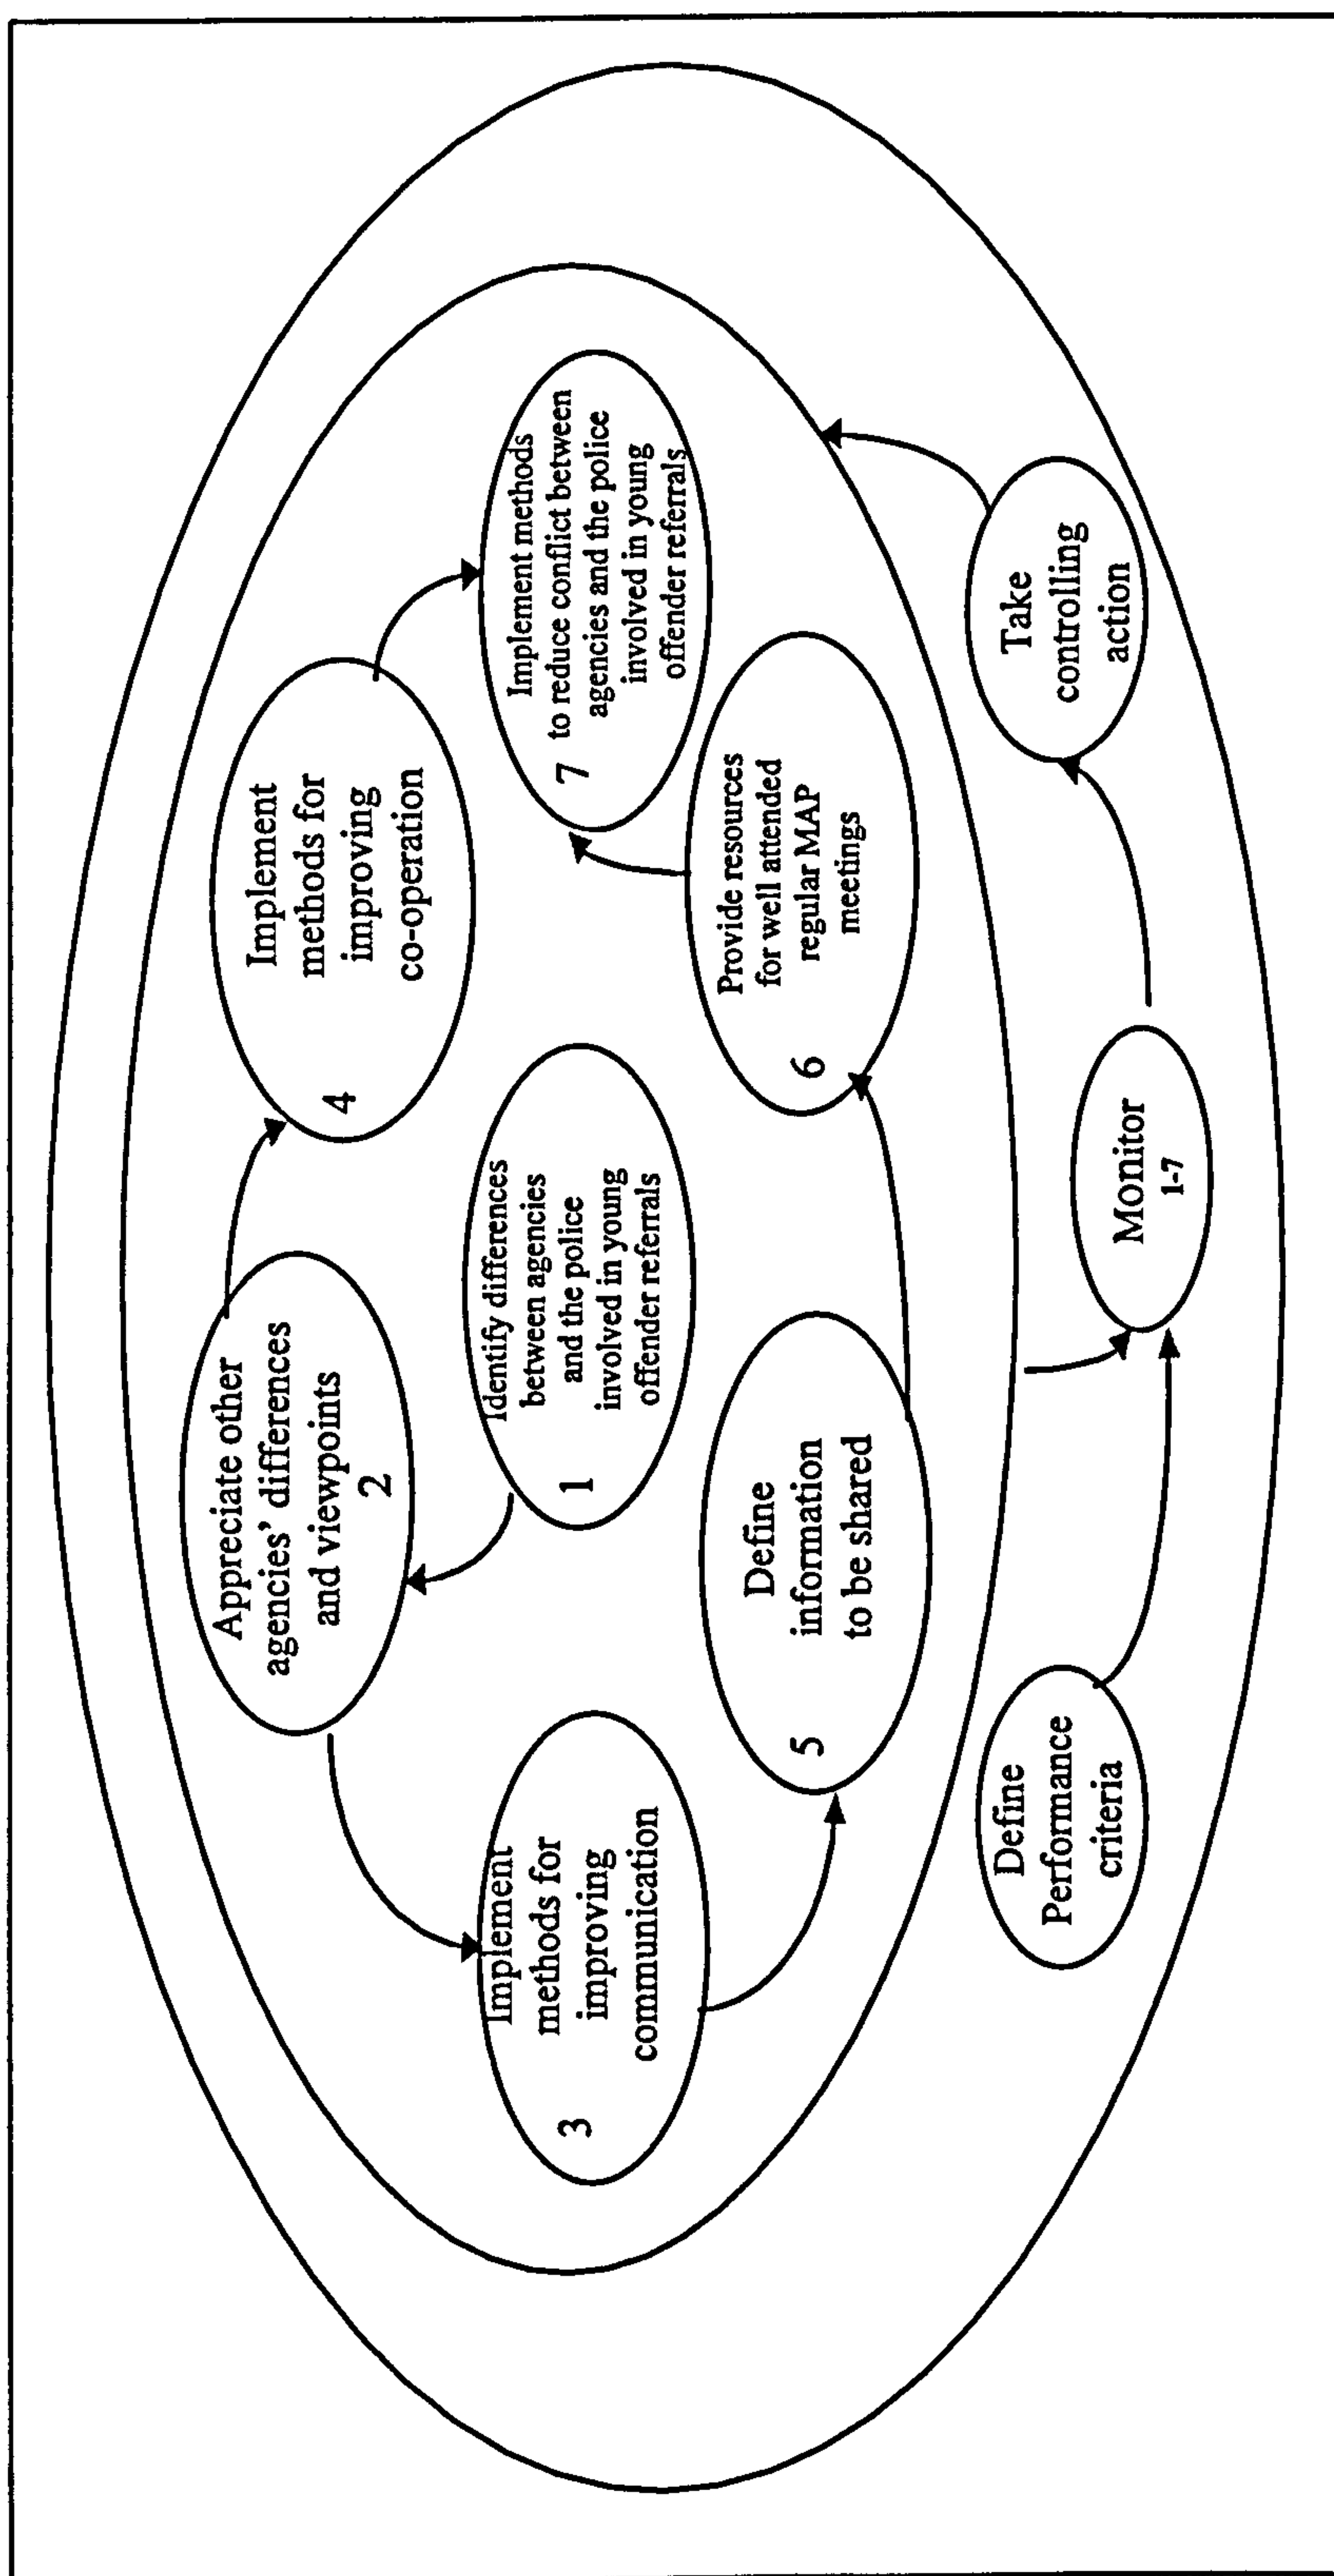 Identify differences
between agencies
and the police
involved in young
offender referrals
1
Appreciate other
agencies' differences
and viewpoints
2
Implement
methods for
improving
communication
3
Implement
methods for
improving
co-operation
4
Define
information
to be shared
5
Provide resources
for well attended
regular MAP
meetings
6
Implement methods
to reduce conflict between
agencies and the police
involved in young
offender referrals
7
Define
Performance
criteria
Monitor
1-7
Take
controlling
action